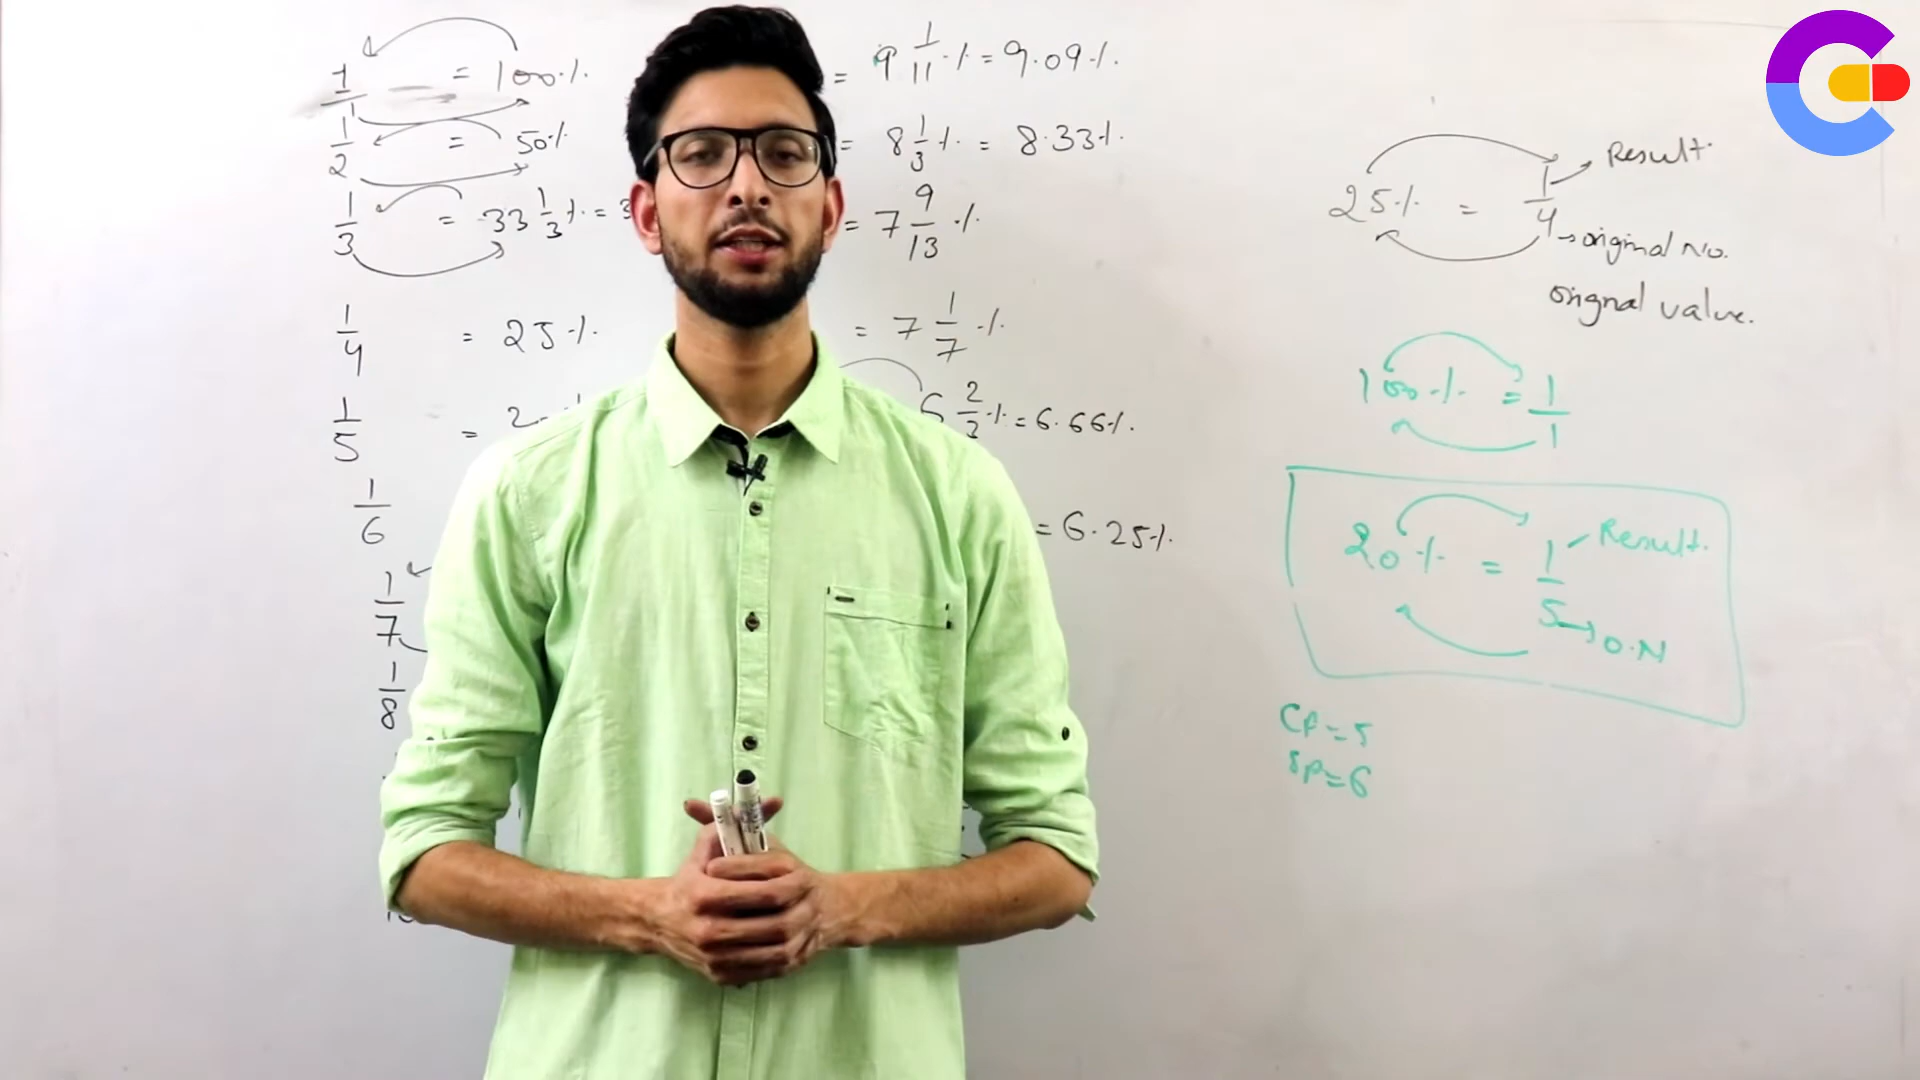 1/1 = 100%
1/2 = 50%
1/3 = 33 1/3% = 3
1/4 = 25%
1/5 = 2
1/6
1/7
1/8
= 9 1/11% = 9.09%
= 8 1/3% = 8.33%
= 7 9/13%
= 7 1/7%
6 2/3% = 6.66%
= 6.25%
25% = 1/4
Result
original No.
orignal value.
100% = 1/1
20% = 1/5
Result.
O.N
CP = 5
SP = 6